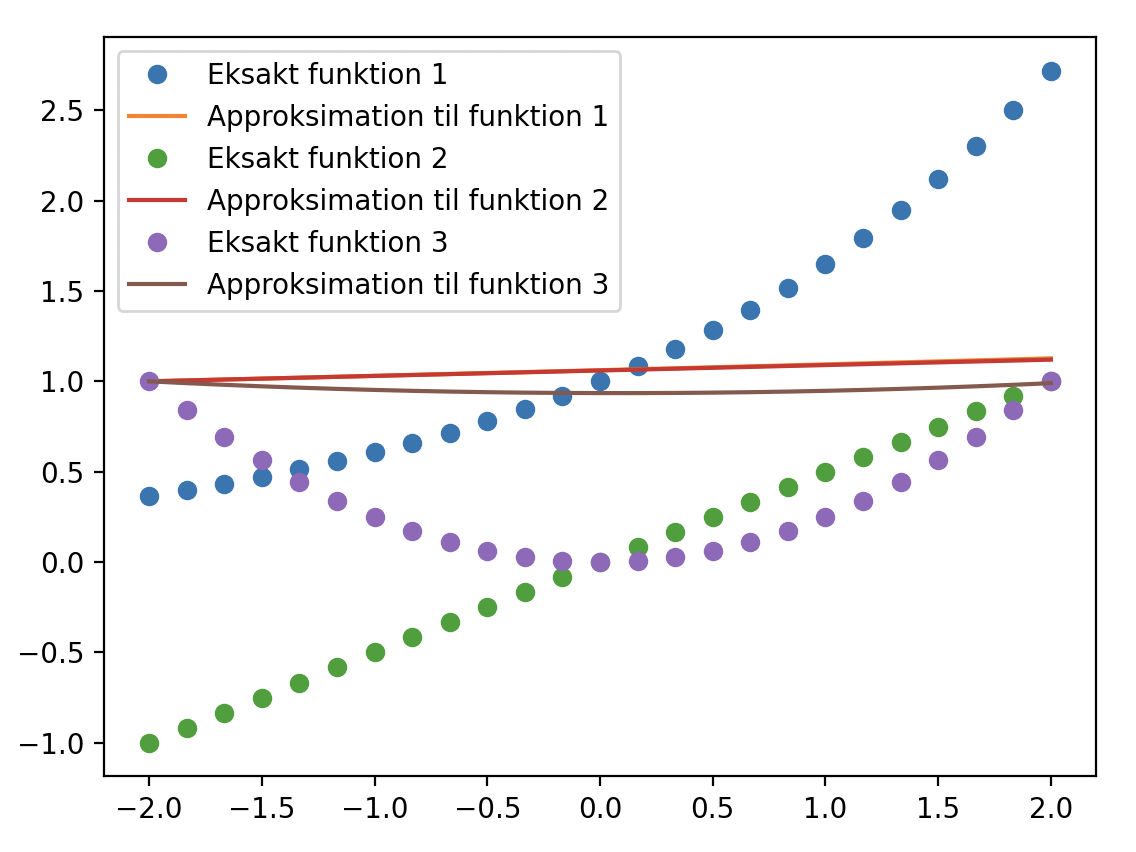 Eksakt funktion 1
Approksimation til funktion 1
Eksakt funktion 2
Approksimation til funktion 2
Eksakt funktion 3
Approksimation til funktion 3
2.5
2.0
1.5
1.0
0.5
0.0
−0.5
−1.0
−2.0 −1.5 −1.0 −0.5 0.0 0.5 1.0 1.5 2.0